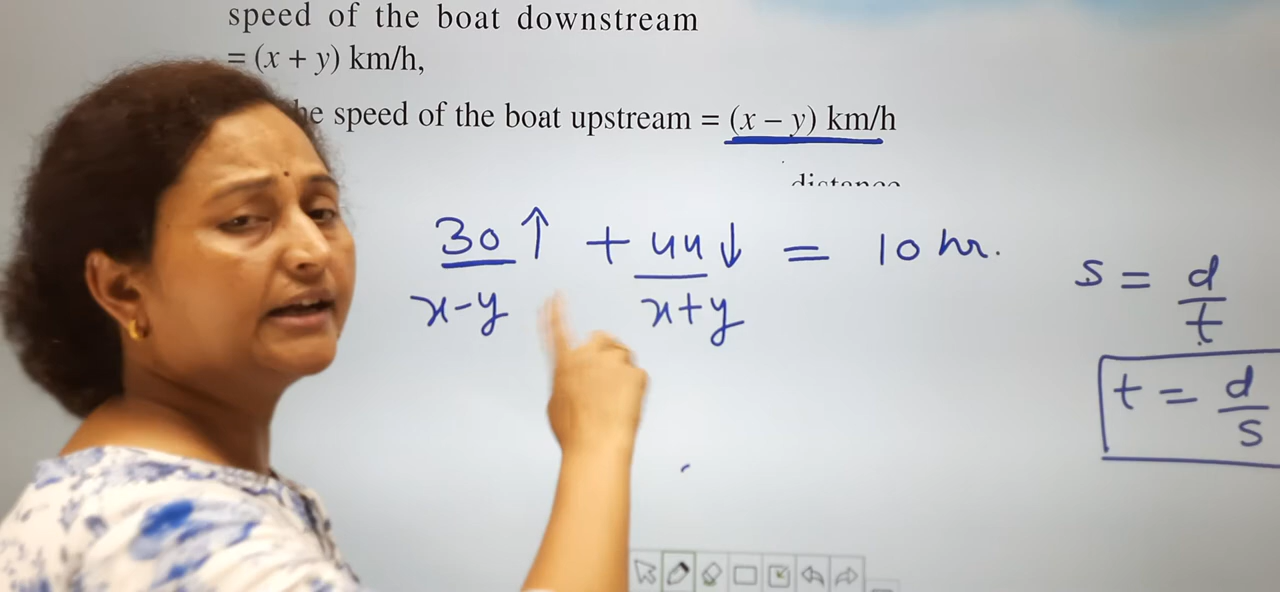 speed of the boat downstream
= (x + y) km/h,
he speed of the boat upstream = (x – y) km/h
30 ↑ + 44 ↓ = 10 hr.
x-y x+y
s = d/t
t = d/s